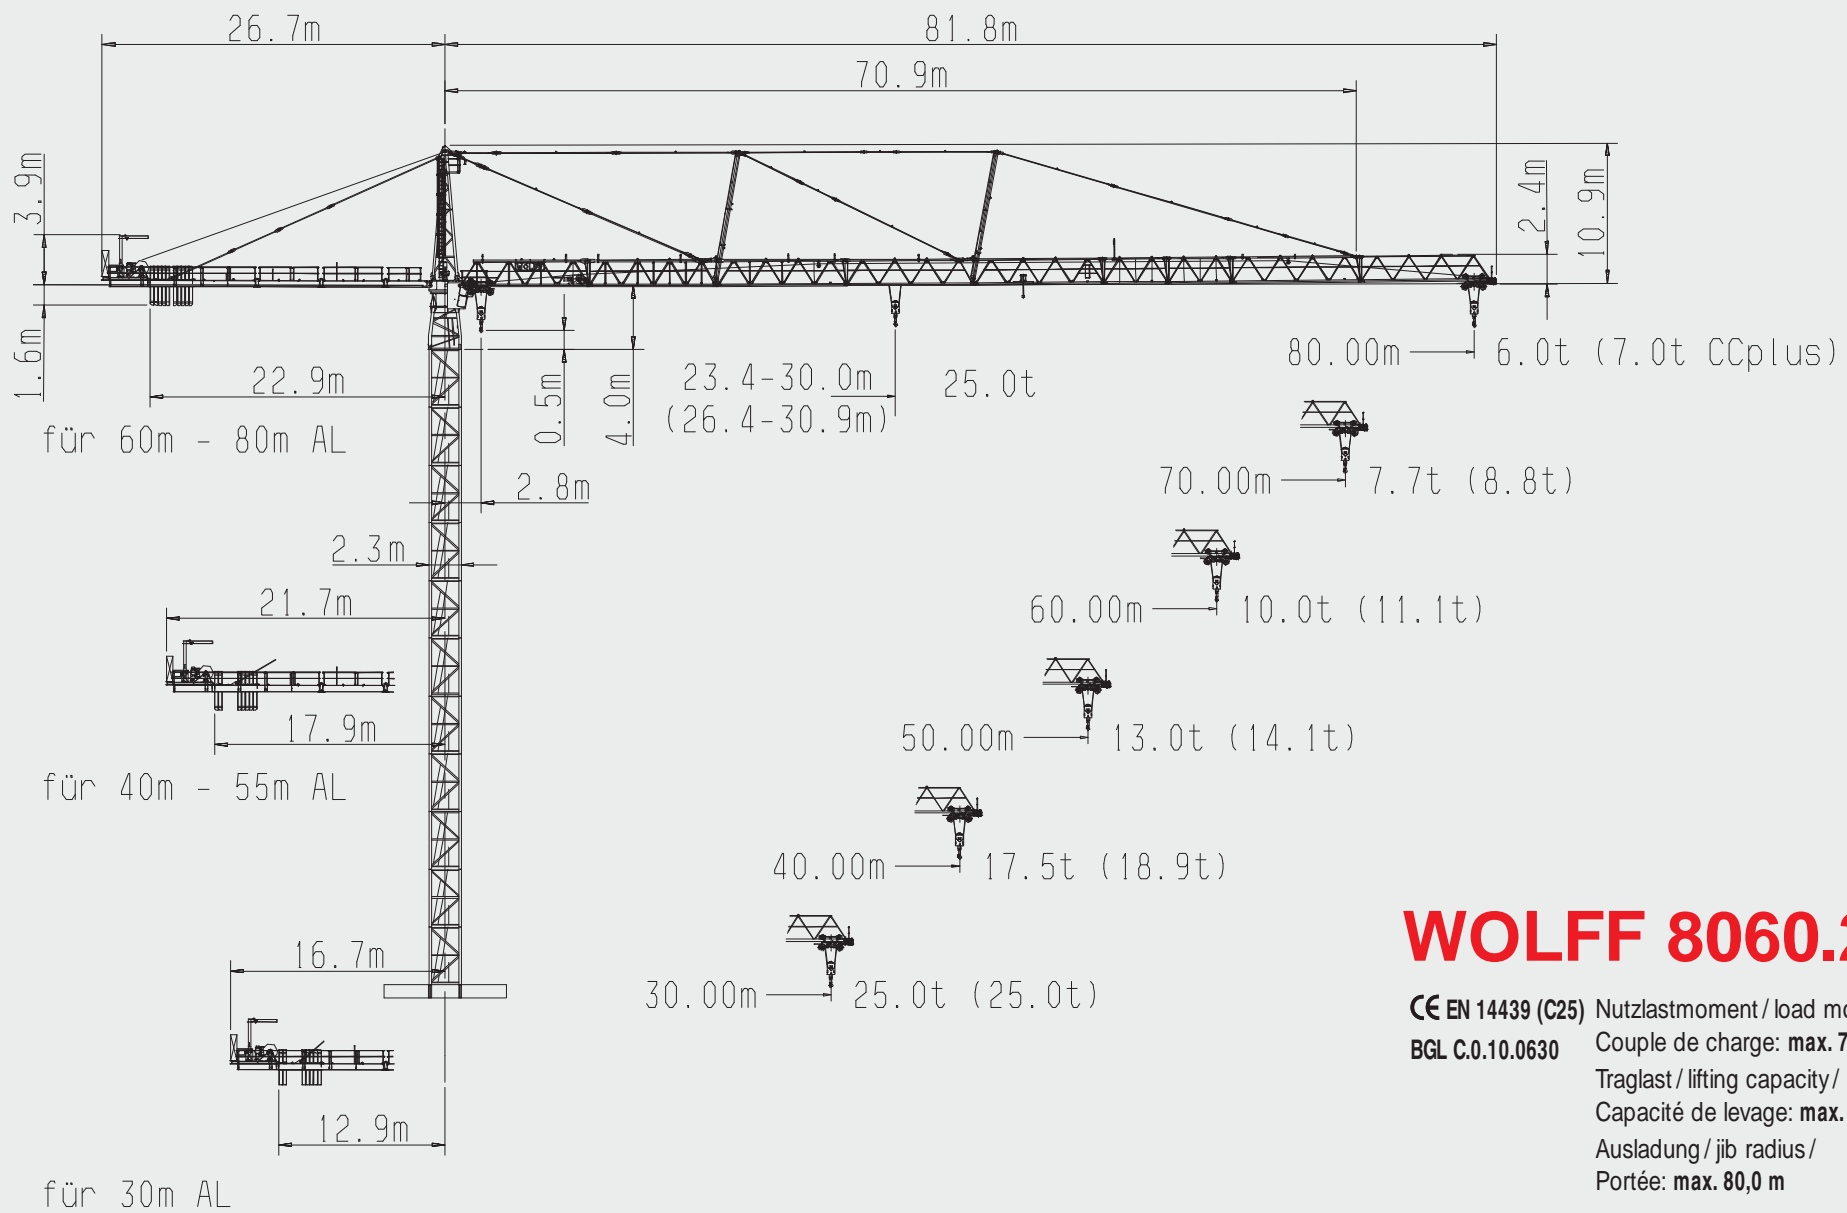 26.7m
81.8m
70.9m
3.9m
2.4m
10.9m
1.6m
22.9m
0.5m
4.0m
23.4-30.0m
(26.4-30.9m)
25.0t
80.00m
6.0t (7.0t CCplus)
für 60m - 80m AL
2.8m
70.00m
7.7t (8.8t)
2.3m
21.7m
60.00m
10.0t (11.1t)
17.9m
50.00m
13.0t (14.1t)
für 40m - 55m AL
40.00m
17.5t (18.9t)
16.7m
30.00m
25.0t (25.0t)
12.9m
für 30m AL
WOLFF 8060.2
CE EN 14439 (C25)
BGL C.0.10.0630
Nutzlastmoment / load mo
Couple de charge: max. 7
Traglast / lifting capacity /
Capacité de levage: max.
Ausladung / jib radius /
Portée: max. 80,0 m